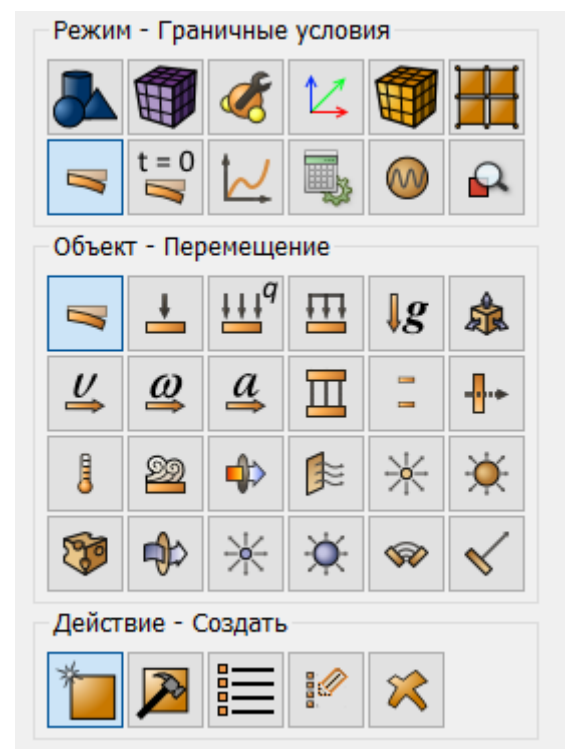 Режим - Граничные условия
t = 0
Объект - Перемещение
q
g
υ ω a
Действие - Создать